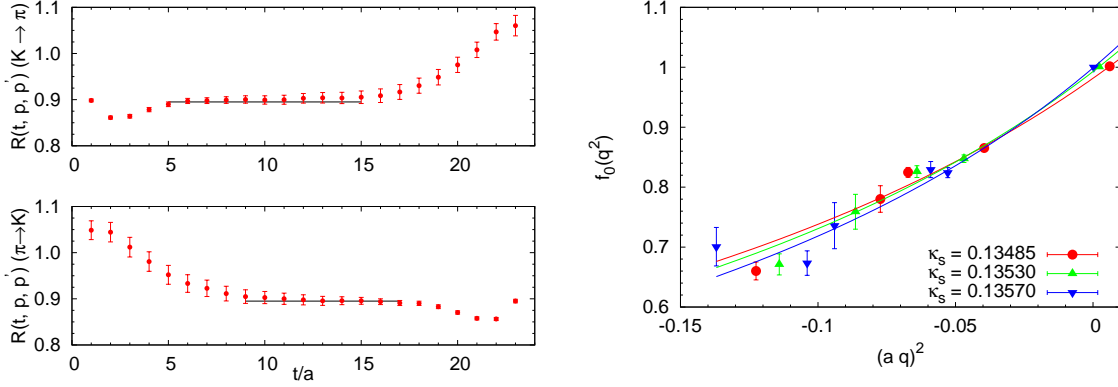 R(t, p, p') (K → π)
1.1
1.0
0.9
0.8
0 5 10 15 20
R(t, p, p') (π→K)
1.1
1.0
0.9
0.8
0 5 10 15 20
t/a
f₀(q²)
1.1
1
0.9
0.8
0.7
0.6
κₛ = 0.13485
κₛ = 0.13530
κₛ = 0.13570
-0.15 -0.1 -0.05 0
(a q)²